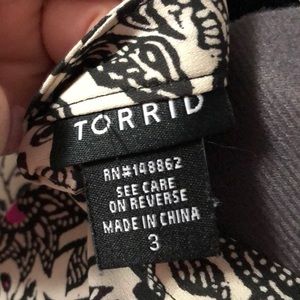 TORRID
RN#148862
SEE CARE
ON REVERSE
MADE IN CHINA
3